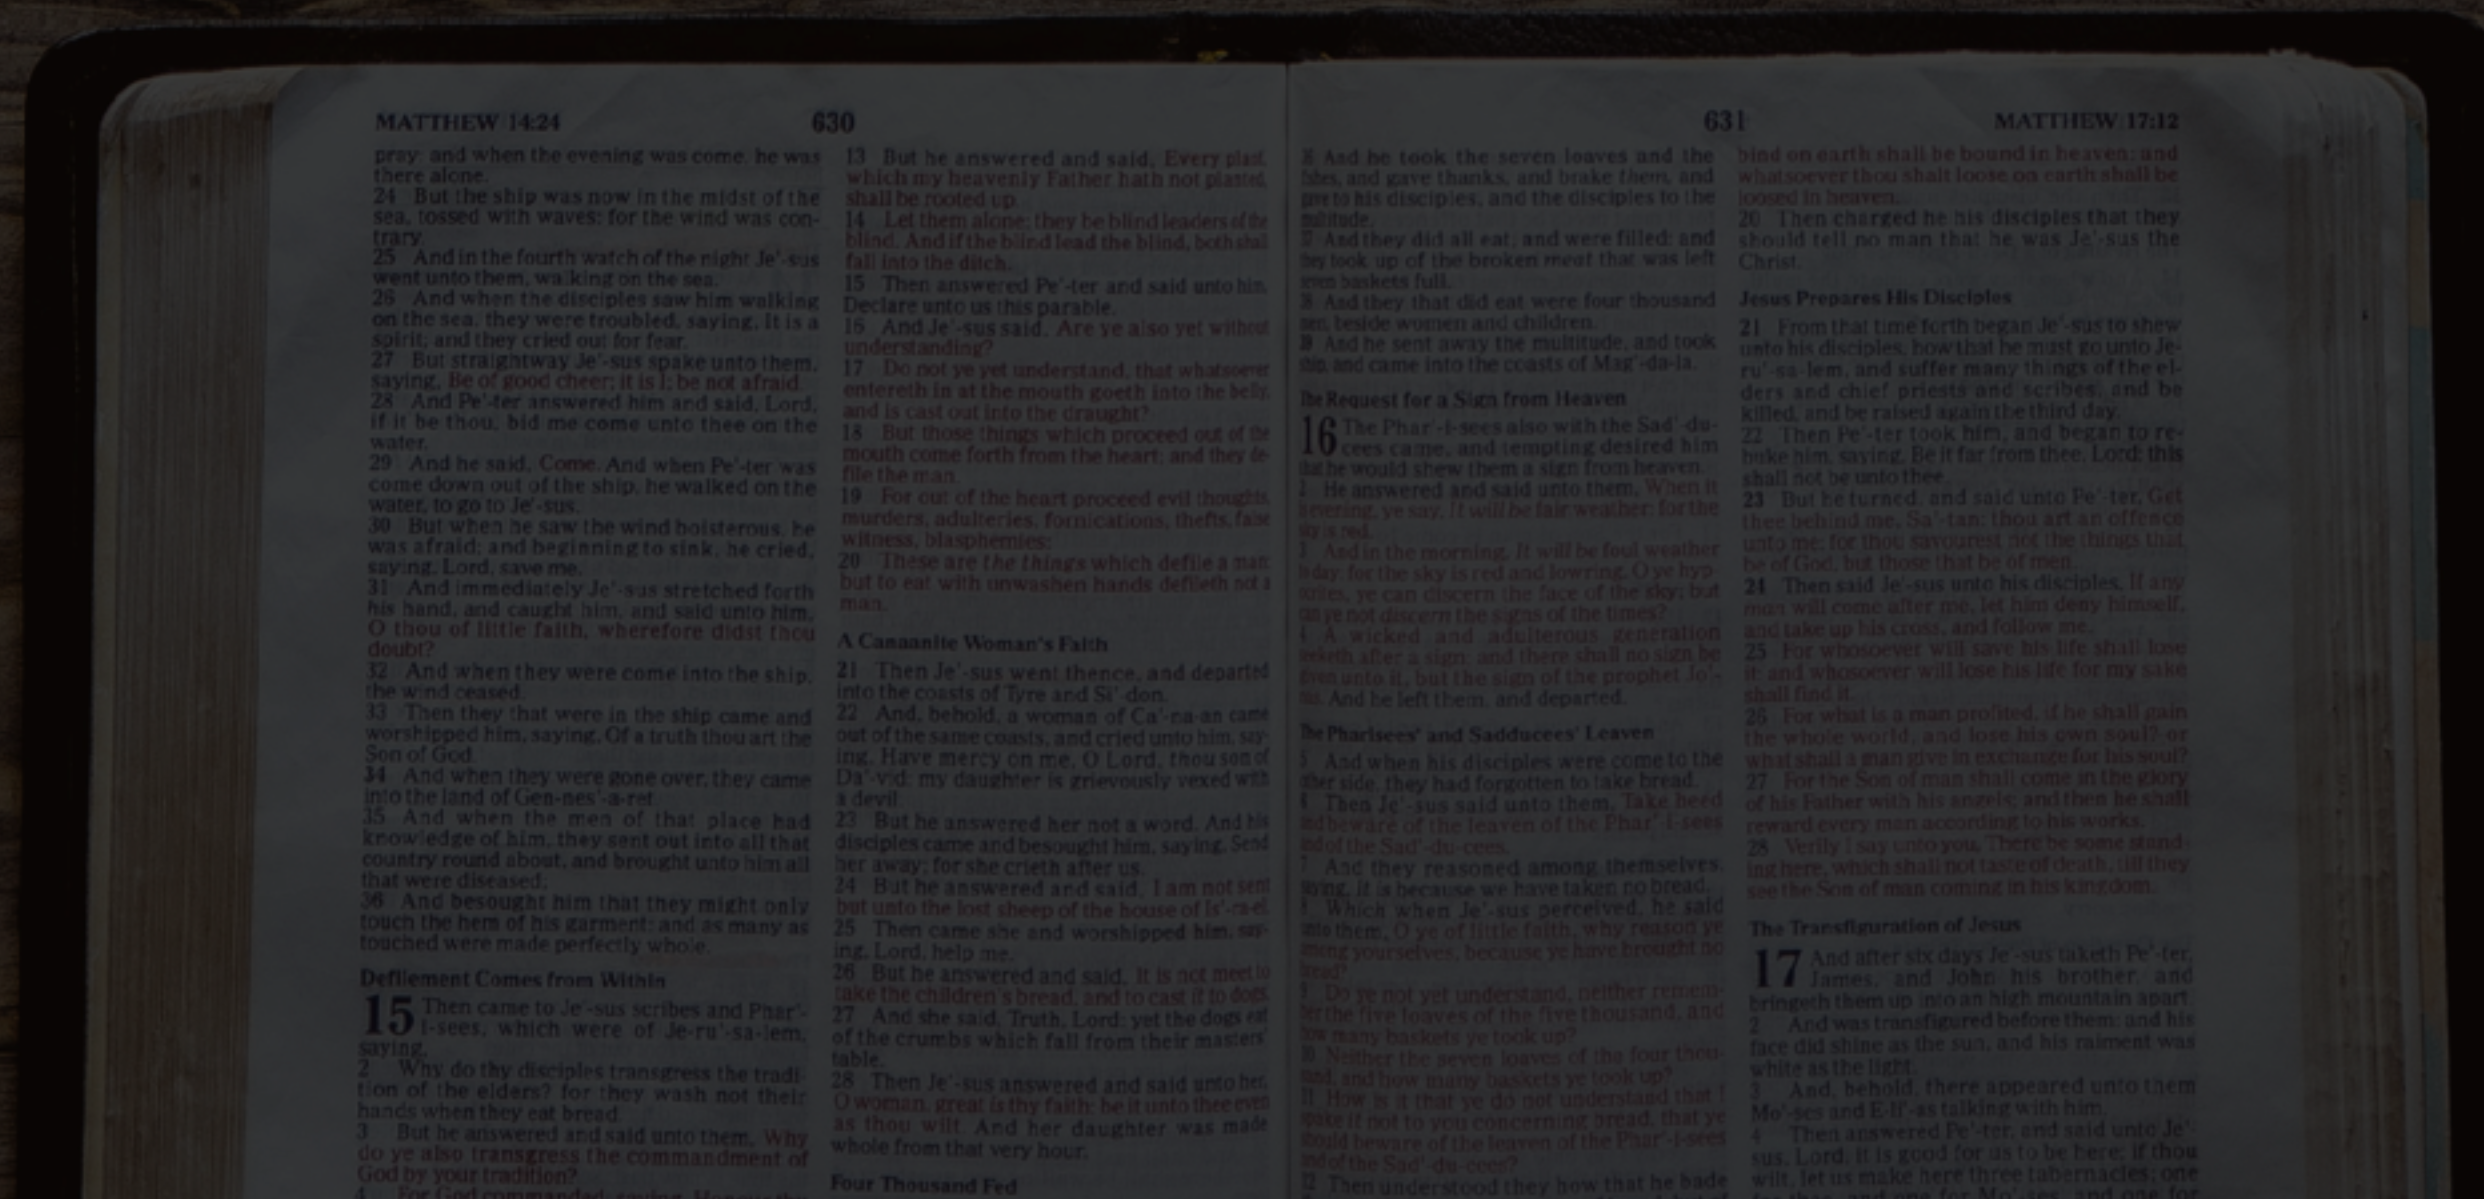 MATTHEW 14:24
630
pray: and when the evening was come, he was
there alone.
24 But the ship was now in the midst of the
sea, tossed with waves: for the wind was con-
trary.
25 And in the fourth watch of the night Je'-sus
went unto them, walking on the sea.
26 And when the disciples saw him walking
on the sea, they were troubled, saying, It is a
spirit; and they cried out for fear.
27 But straightway Je'-sus spake unto them,
saying, Be of good cheer; it is I; be not afraid.
28 And Pe'-ter answered him and said, Lord,
if it be thou, bid me come unto thee on the
water.
29 And he said, Come. And when Pe'-ter was
come down out of the ship, he walked on the
water, to go to Je'-sus.
30 But when he saw the wind boisterous, he
was afraid; and beginning to sink, he cried,
saying, Lord, save me.
31 And immediately Je'-sus stretched forth
his hand, and caught him, and said unto him,
O thou of little faith, wherefore didst thou
doubt?
32 And when they were come into the ship,
the wind ceased.
33 Then they that were in the ship came and
worshipped him, saying, Of a truth thou art the
Son of God.
34 And when they were gone over, they came
into the land of Gen-nes'-a-ret.
35 And when the men of that place had
knowledge of him, they sent out into all that
country round about, and brought unto him all
that were diseased;
36 And besought him that they might only
touch the hem of his garment: and as many as
touched were made perfectly whole.
Defilement Comes from Within
15 Then came to Je'-sus scribes and Phar'-
i-sees, which were of Je-ru'-sa-lem,
saying,
2 Why do thy disciples transgress the tradi-
tion of the elders? for they wash not their
hands when they eat bread.
3 But he answered and said unto them, Why
do ye also transgress the commandment of
God by your tradition?
4 For God commanded, saying, Honour thy
13 But he answered and said, Every plant,
which my heavenly Father hath not planted,
shall be rooted up.
14 Let them alone: they be blind leaders of the
blind. And if the blind lead the blind, both shall
fall into the ditch.
15 Then answered Pe'-ter and said unto him,
Declare unto us this parable.
16 And Je'-sus said, Are ye also yet without
understanding?
17 Do not ye yet understand, that whatsoever
entereth in at the mouth goeth into the belly,
and is cast out into the draught?
18 But those things which proceed out of the
mouth come forth from the heart; and they de-
file the man.
19 For out of the heart proceed evil thoughts,
murders, adulteries, fornications, thefts, false
witness, blasphemies:
20 These are the things which defile a man:
but to eat with unwashen hands defileth not a
man.
A Canaanite Woman's Faith
21 Then Je'-sus went thence, and departed
into the coasts of Tyre and Si'-don.
22 And, behold, a woman of Ca'-na-an came
out of the same coasts, and cried unto him, say-
ing, Have mercy on me, O Lord, thou son of
Da'-vid; my daughter is grievously vexed with
a devil.
23 But he answered her not a word. And his
disciples came and besought him, saying, Send
her away; for she crieth after us.
24 But he answered and said, I am not sent
but unto the lost sheep of the house of Is'-ra-el.
25 Then came she and worshipped him, say-
ing, Lord, help me.
26 But he answered and said, It is not meet to
take the children's bread, and to cast it to dogs.
27 And she said, Truth, Lord: yet the dogs eat
of the crumbs which fall from their masters'
table.
28 Then Je'-sus answered and said unto her,
O woman, great is thy faith: be it unto thee even
as thou wilt. And her daughter was made
whole from that very hour.
Four Thousand Fed
631
MATTHEW 17:12
36 And he took the seven loaves and the
fishes, and gave thanks, and brake them, and
gave to his disciples, and the disciples to the
multitude.
37 And they did all eat, and were filled: and
they took up of the broken meat that was left
seven baskets full.
38 And they that did eat were four thousand
men, beside women and children.
39 And he sent away the multitude, and took
ship, and came into the coasts of Mag'-da-la.
The Request for a Sign from Heaven
16 The Phar'-i-sees also with the Sad'-du-
cees came, and tempting desired him
that he would shew them a sign from heaven.
2 He answered and said unto them, When it
is evening, ye say, It will be fair weather: for the
sky is red.
3 And in the morning, It will be foul weather
to day: for the sky is red and lowring. O ye hyp-
ocrites, ye can discern the face of the sky; but
can ye not discern the signs of the times?
4 A wicked and adulterous generation
seeketh after a sign; and there shall no sign be
given unto it, but the sign of the prophet Jo'-
nas. And he left them, and departed.
The Pharisees' and Sadducees' Leaven
5 And when his disciples were come to the
other side, they had forgotten to take bread.
6 Then Je'-sus said unto them, Take heed
and beware of the leaven of the Phar'-i-sees
and of the Sad'-du-cees.
7 And they reasoned among themselves,
saying, It is because we have taken no bread.
8 Which when Je'-sus perceived, he said
unto them, O ye of little faith, why reason ye
among yourselves, because ye have brought no
bread?
9 Do ye not yet understand, neither remem-
ber the five loaves of the five thousand, and
how many baskets ye took up?
10 Neither the seven loaves of the four thou-
sand, and how many baskets ye took up?
11 How is it that ye do not understand that I
spake it not to you concerning bread, that ye
should beware of the leaven of the Phar'-i-sees
and of the Sad'-du-cees?
12 Then understood they how that he bade
bind on earth shall be bound in heaven: and
whatsoever thou shalt loose on earth shall be
loosed in heaven.
20 Then charged he his disciples that they
should tell no man that he was Je'-sus the
Christ.
Jesus Prepares His Disciples
21 From that time forth began Je'-sus to shew
unto his disciples, how that he must go unto Je-
ru'-sa-lem, and suffer many things of the el-
ders and chief priests and scribes, and be
killed, and be raised again the third day.
22 Then Pe'-ter took him, and began to re-
buke him, saying, Be it far from thee, Lord: this
shall not be unto thee.
23 But he turned, and said unto Pe'-ter, Get
thee behind me, Sa'-tan: thou art an offence
unto me: for thou savourest not the things that
be of God, but those that be of men.
24 Then said Je'-sus unto his disciples, If any
man will come after me, let him deny himself,
and take up his cross, and follow me.
25 For whosoever will save his life shall lose
it: and whosoever will lose his life for my sake
shall find it.
26 For what is a man profited, if he shall gain
the whole world, and lose his own soul? or
what shall a man give in exchange for his soul?
27 For the Son of man shall come in the glory
of his Father with his angels; and then he shall
reward every man according to his works.
28 Verily I say unto you, There be some stand-
ing here, which shall not taste of death, till they
see the Son of man coming in his kingdom.
The Transfiguration of Jesus
17 And after six days Je'-sus taketh Pe'-ter,
James, and John his brother, and
bringeth them up into an high mountain apart,
2 And was transfigured before them: and his
face did shine as the sun, and his raiment was
white as the light.
3 And, behold, there appeared unto them
Mo'-ses and E-li'-as talking with him.
4 Then answered Pe'-ter, and said unto Je'-
sus, Lord, it is good for us to be here: if thou
wilt, let us make here three tabernacles; one
for thee, and one for Mo'-ses, and one for